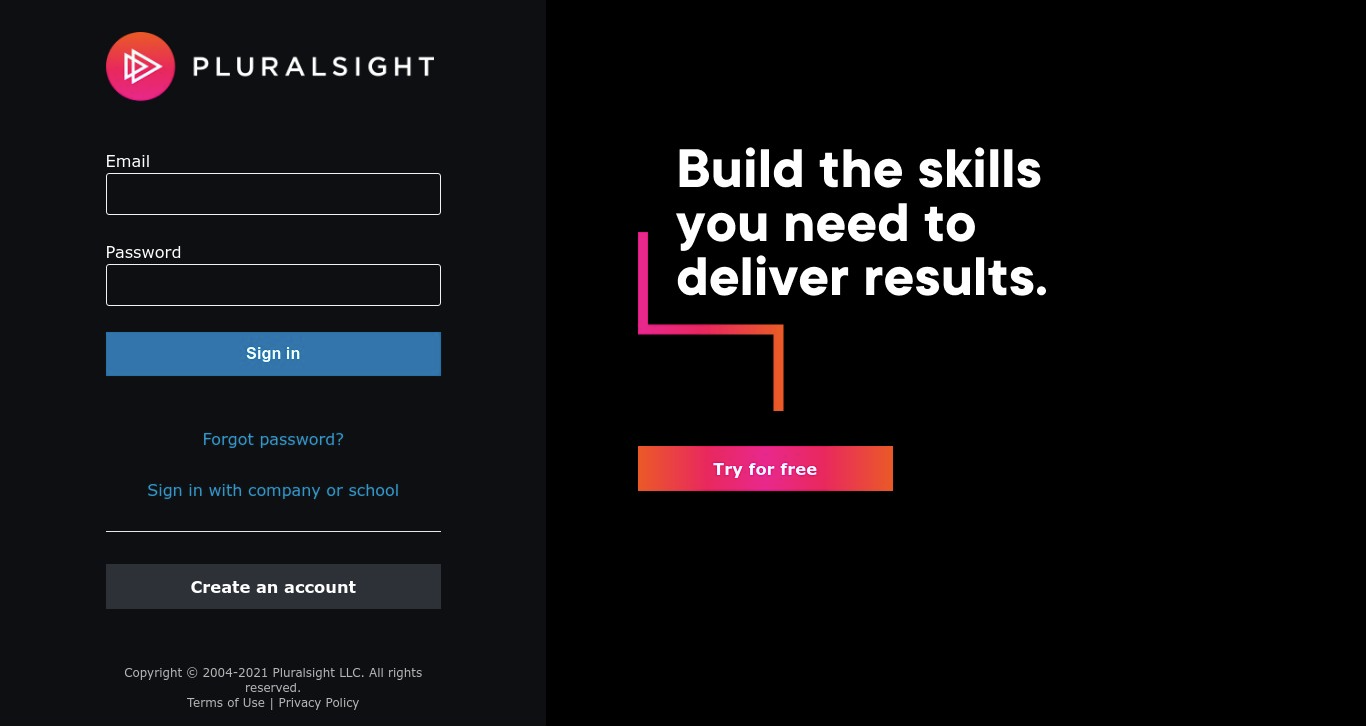 PLURALSIGHT
Email
Password
Sign in
Forgot password?
Sign in with company or school
Create an account
Copyright © 2004-2021 Pluralsight LLC. All rights
reserved.
Terms of Use | Privacy Policy
Build the skills
you need to
deliver results.
Try for free